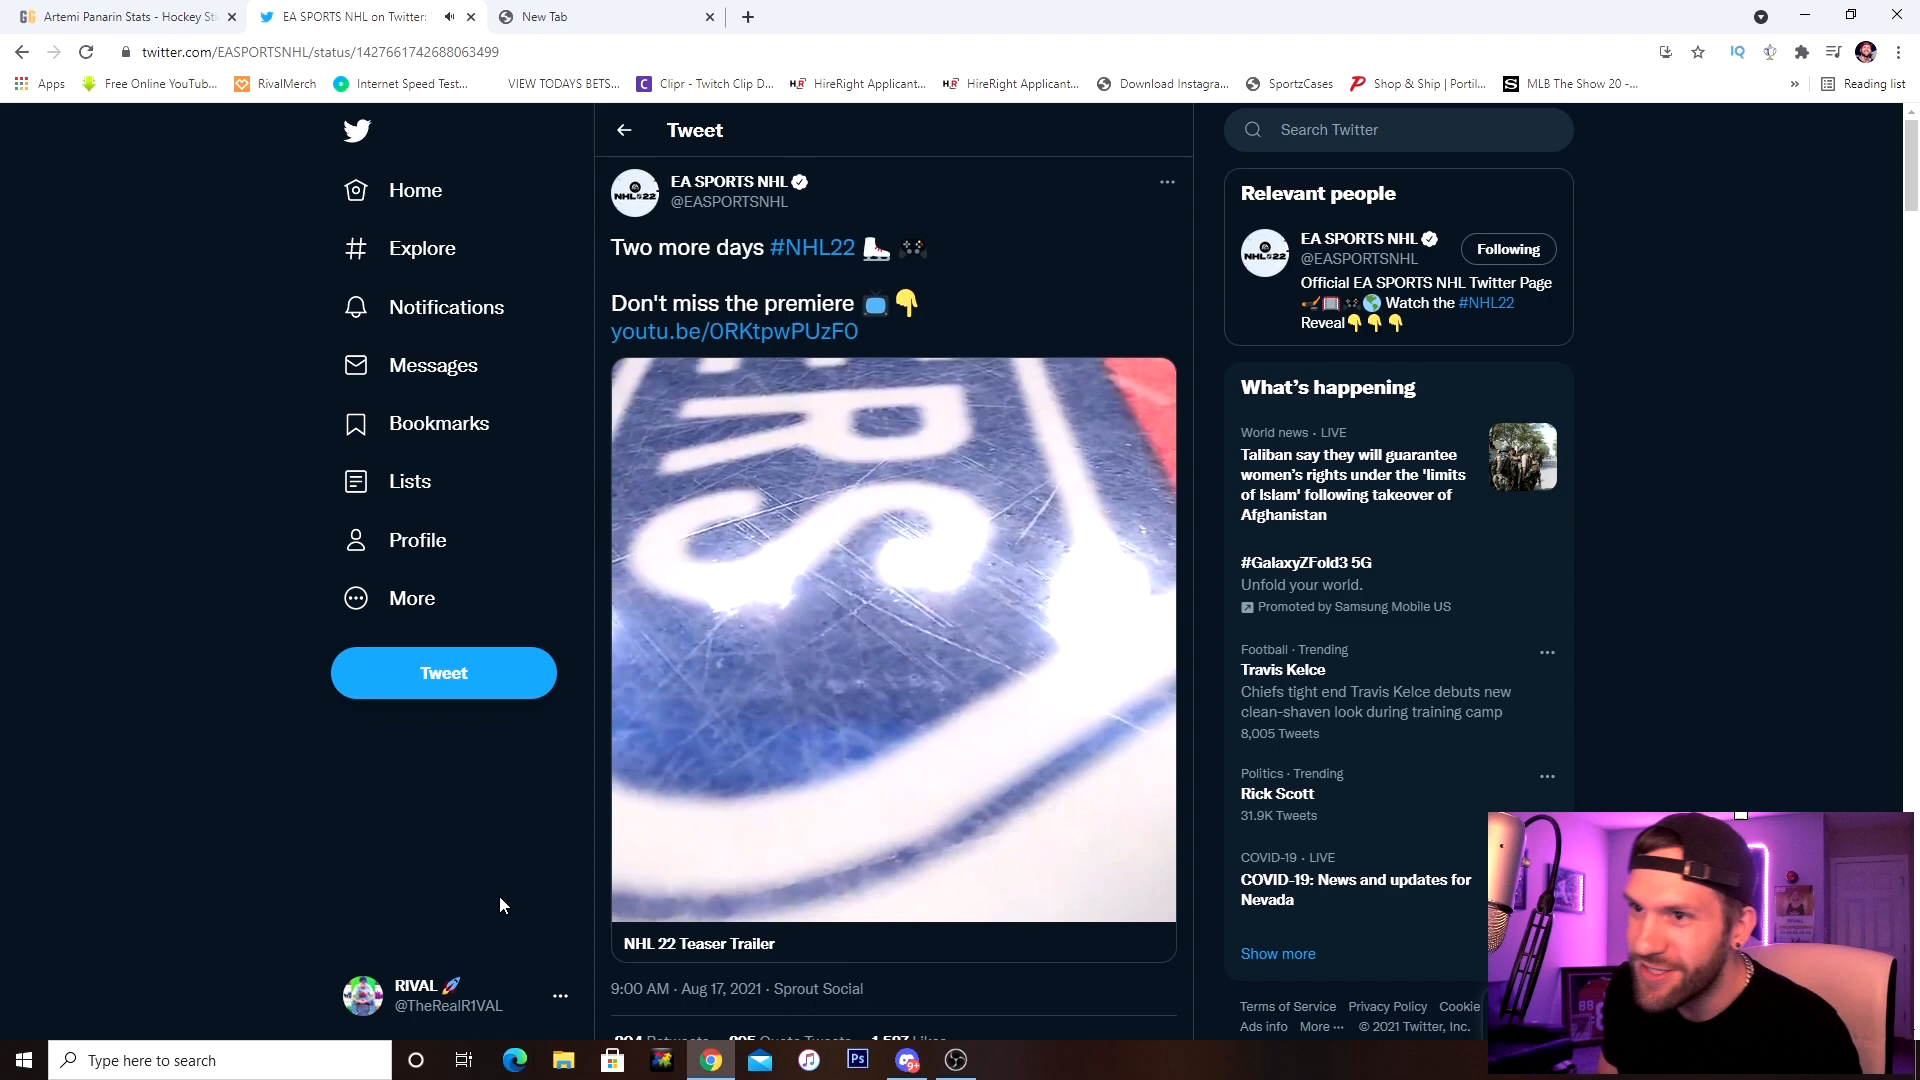 Artemi Panarin Stats - Hockey St
EA SPORTS NHL on Twitter:
New Tab
twitter.com/EASPORTSNHL/status/1427661742688063499
IQ
Apps
Free Online YouTub...
RivalMerch
Internet Speed Test...
VIEW TODAYS BETS...
Clipr - Twitch Clip D...
HireRight Applicant...
HireRight Applicant...
Download Instagra...
SportzCases
Shop & Ship | Portil...
MLB The Show 20 -...
»
Reading list
Home
Explore
Notifications
Messages
Bookmarks
Lists
Profile
More
Tweet
RIVAL 🚀
@TheRealR1VAL
Tweet
EA SPORTS NHL
@EASPORTSNHL
Two more days #NHL22 ⛸️ 🎮
Don't miss the premiere 📺👇
youtu.be/0RKtpwPUzF0
RS
NHL 22 Teaser Trailer
9:00 AM · Aug 17, 2021 · Sprout Social
Search Twitter
Relevant people
EA SPORTS NHL
Following
@EASPORTSNHL
Official EA SPORTS NHL Twitter Page
🏒🥅🎮🌎 Watch the #NHL22
Reveal👇👇👇
What's happening
World news · LIVE
Taliban say they will guarantee
women's rights under the 'limits
of Islam' following takeover of
Afghanistan
#GalaxyZFold3 5G
Unfold your world.
Promoted by Samsung Mobile US
Football · Trending
Travis Kelce
Chiefs tight end Travis Kelce debuts new
clean-shaven look during training camp
8,005 Tweets
Politics · Trending
Rick Scott
31.9K Tweets
COVID-19 · LIVE
COVID-19: News and updates for
Nevada
Show more
Terms of Service Privacy Policy Cookie
Ads info More ··· © 2021 Twitter, Inc.
88
Type here to search
Ps
9+